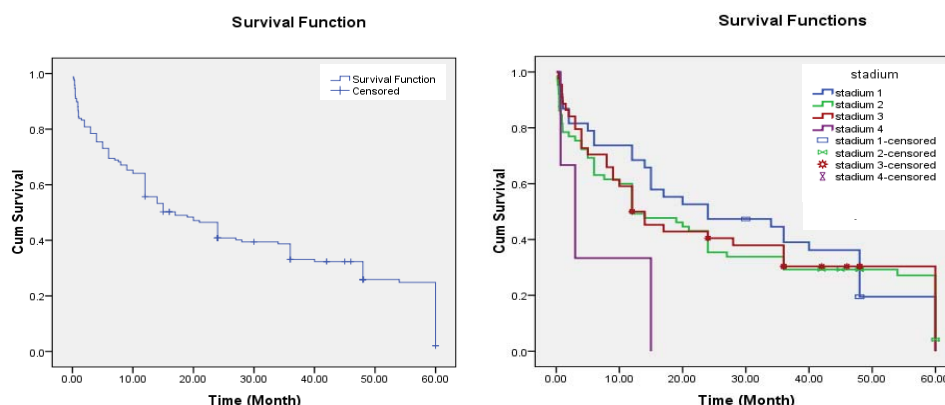 Survival Function
Cum Survival
1.0
0.8
0.6
0.4
0.2
0.0
Survival Function
Censored
0.00
10.00
20.00
30.00
40.00
50.00
60.00
Time (Month)
Survival Functions
Cum Survival
1.0
0.8
0.6
0.4
0.2
0.0
stadium
stadium 1
stadium 2
stadium 3
stadium 4
stadium 1-censored
stadium 2-censored
stadium 3-censored
stadium 4-censored
0.00
10.00
20.00
30.00
40.00
50.00
60.00
Time (Month)